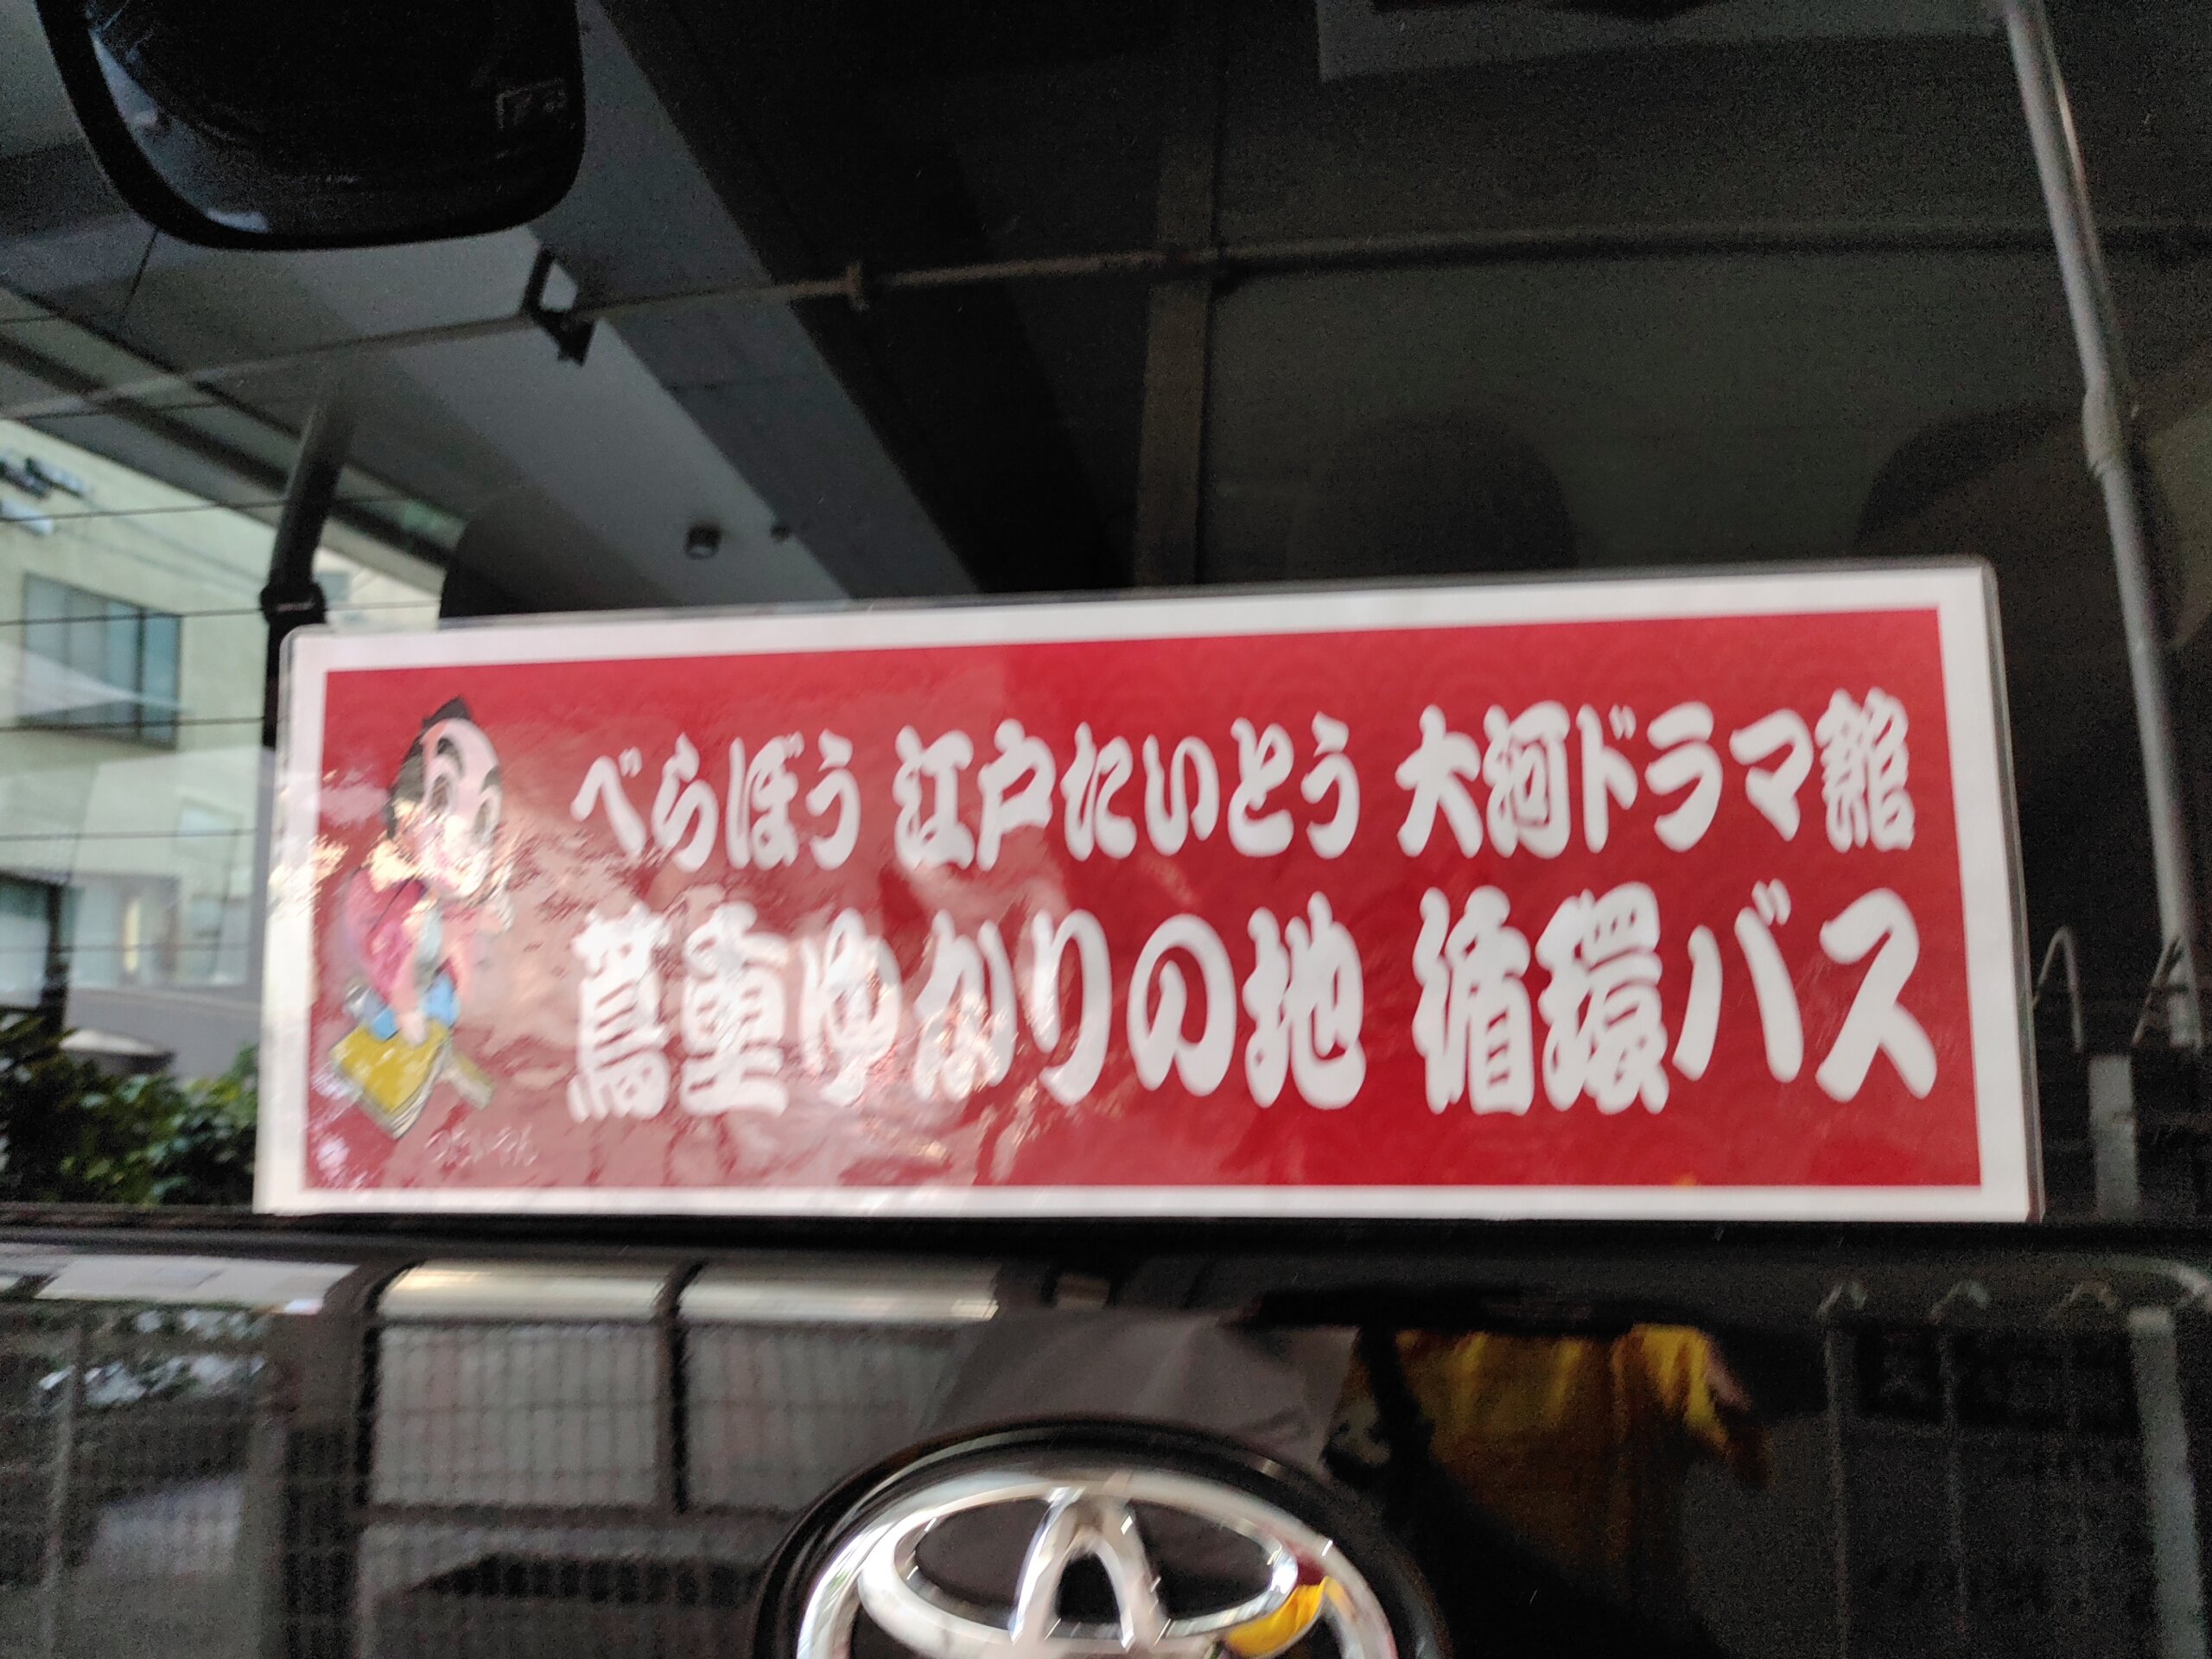 べらぼう 江戸たいとう 大河ドラマ館
蔦重ゆかりの地 循環バス